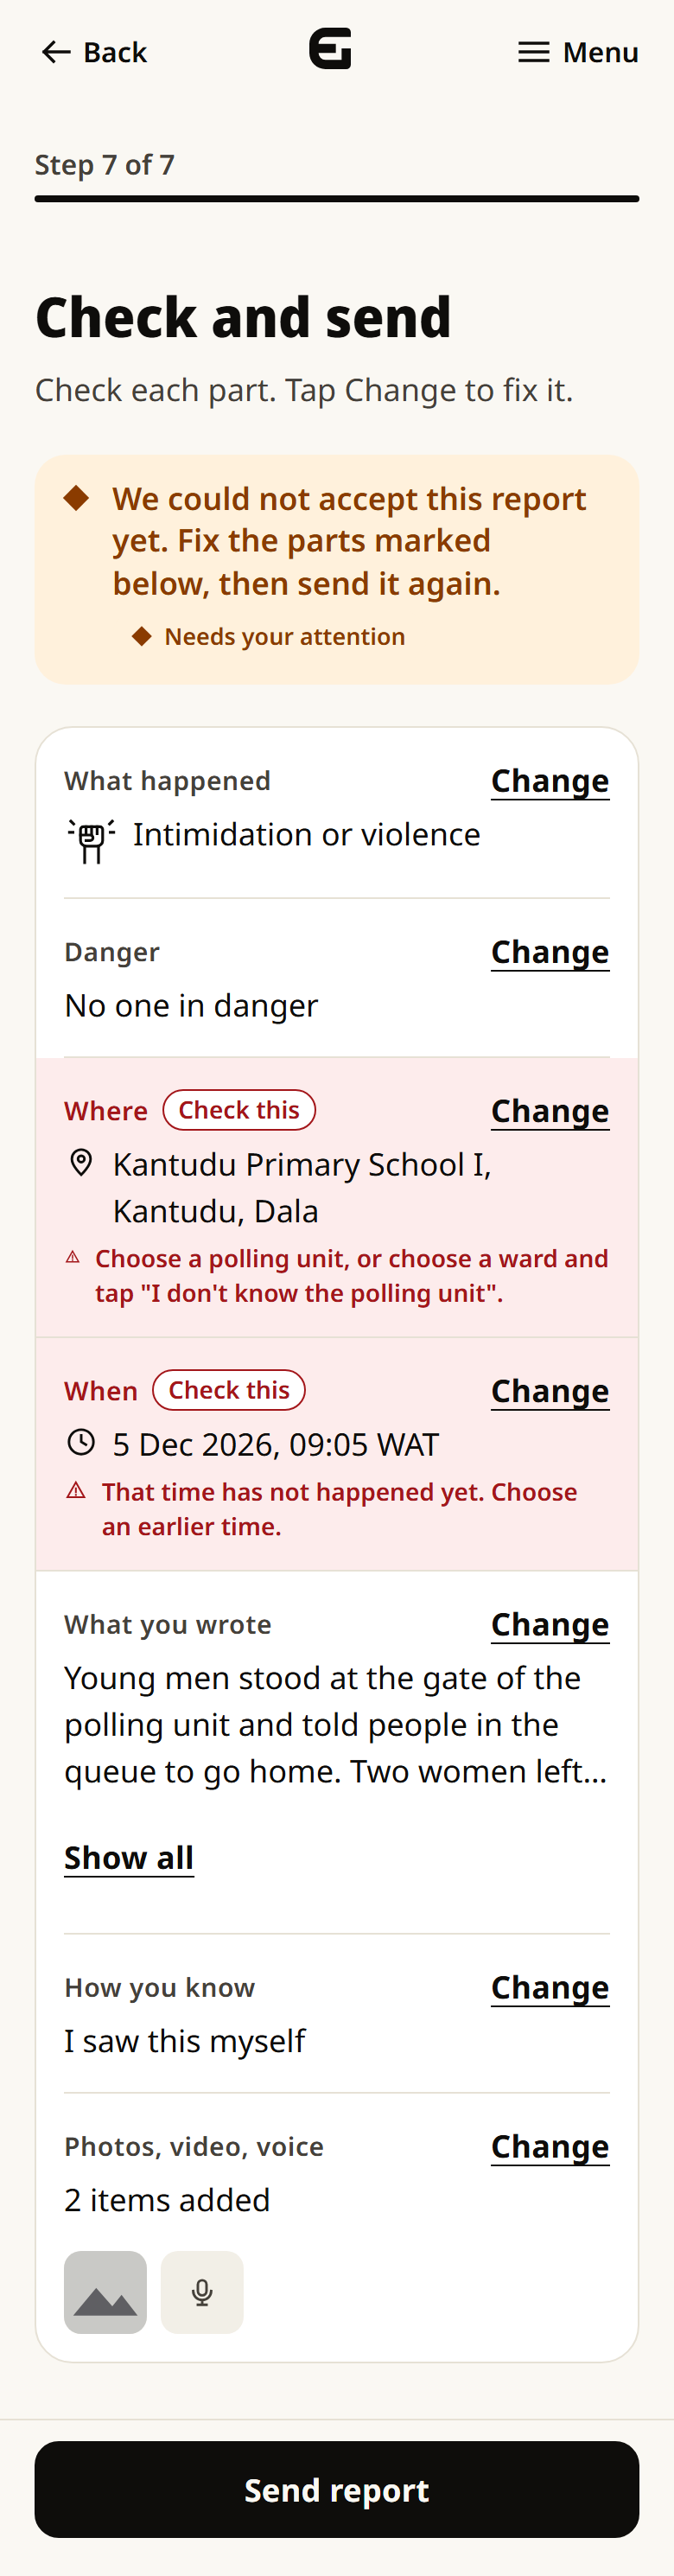 Back
Menu
Step 7 of 7
Check and send
Check each part. Tap Change to fix it.
We could not accept this report
yet. Fix the parts marked
below, then send it again.
Needs your attention
What happened
Change
Intimidation or violence
Danger
Change
No one in danger
Where
Check this
Change
Kantudu Primary School I,
Kantudu, Dala
Choose a polling unit, or choose a ward and
tap "I don't know the polling unit".
When
Check this
Change
5 Dec 2026, 09:05 WAT
That time has not happened yet. Choose
an earlier time.
What you wrote
Change
Young men stood at the gate of the
polling unit and told people in the
queue to go home. Two women left...
Show all
How you know
Change
I saw this myself
Photos, video, voice
Change
2 items added
Send report